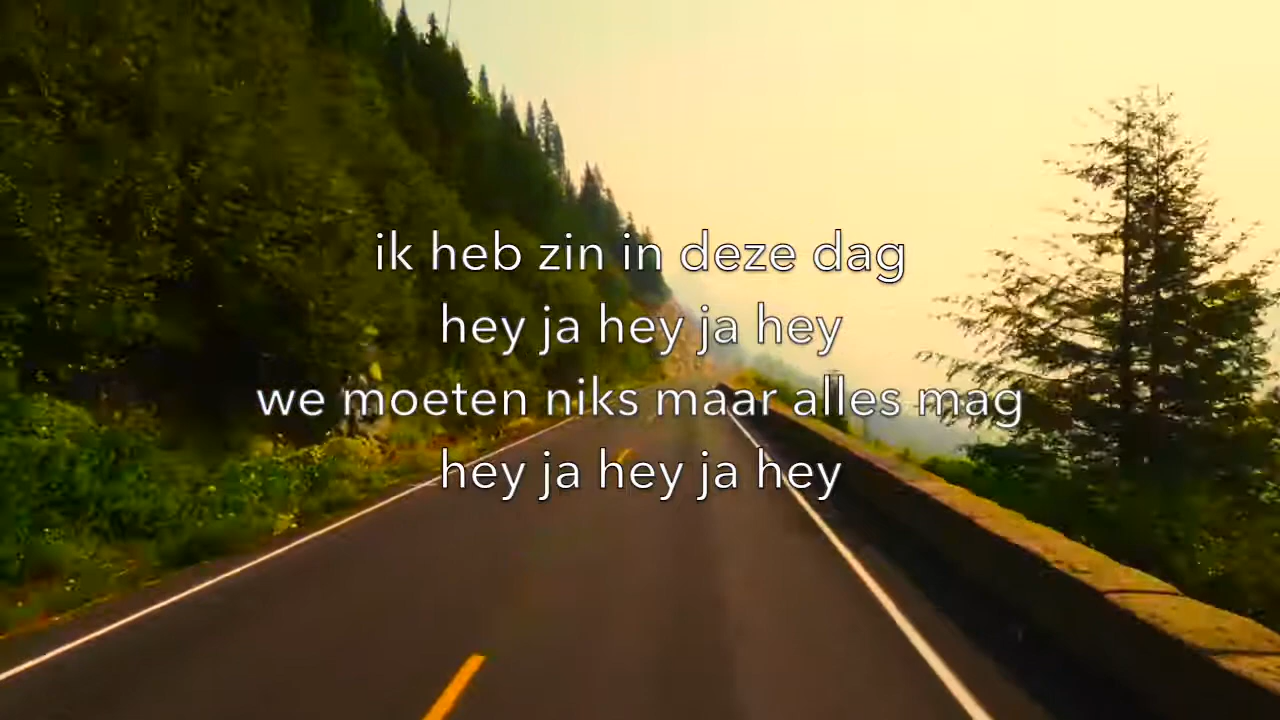 ik heb zin in deze dag
hey ja hey ja hey
we moeten niks maar alles mag
hey ja hey ja hey